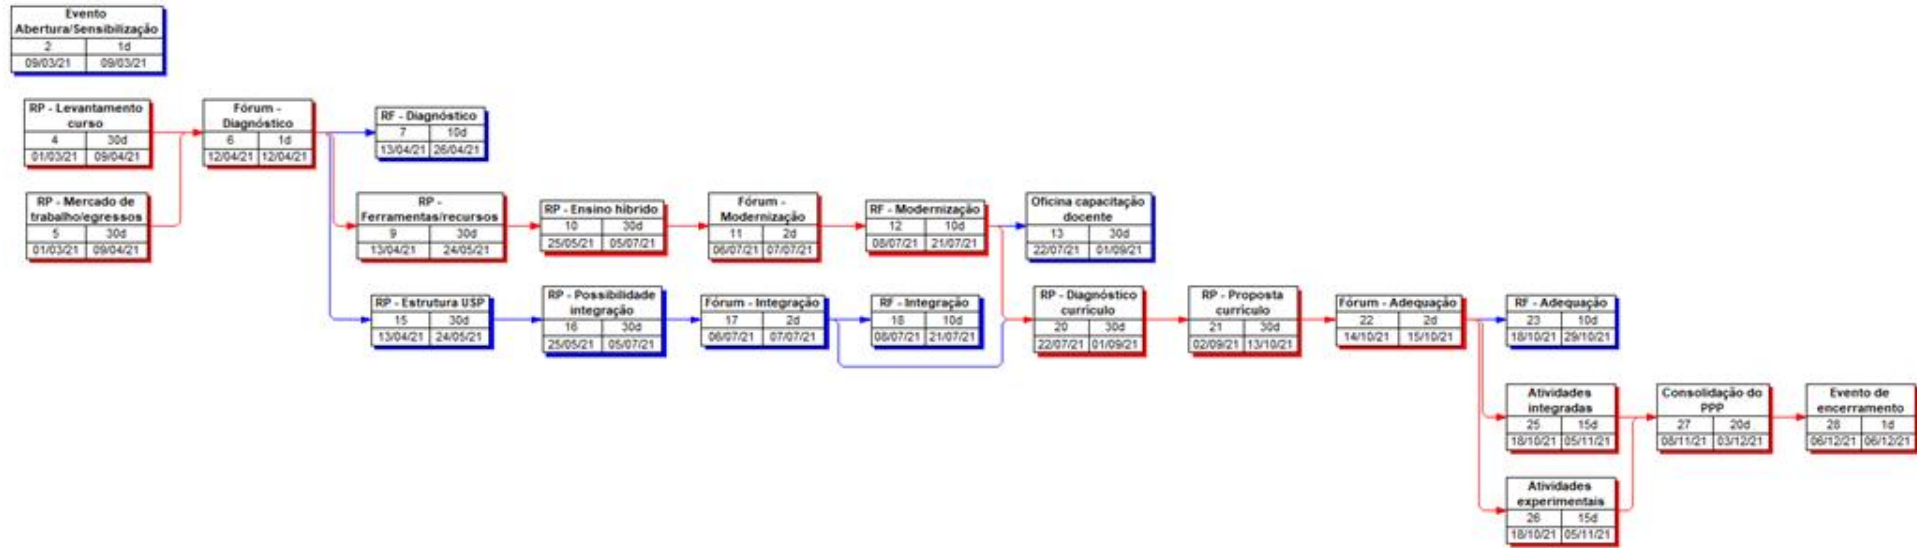 Evento
Abertura/Sensibilização
2 1d
09/03/21 09/03/21
RP - Levantamento
curso
4 30d
01/03/21 09/04/21
Fórum -
Diagnóstico
6 1d
12/04/21 12/04/21
RF - Diagnóstico
7 10d
13/04/21 26/04/21
RP - Mercado de
trabalho/egressos
5 30d
01/03/21 09/04/21
RP -
Ferramentas/recursos
9 30d
13/04/21 24/05/21
RP - Ensino híbrido
10 30d
25/05/21 05/07/21
Fórum -
Modernização
11 2d
06/07/21 07/07/21
RF - Modernização
12 10d
08/07/21 21/07/21
Oficina capacitação
docente
13 30d
22/07/21 01/09/21
RP - Estrutura USP
15 30d
13/04/21 24/05/21
RP - Possibilidade
integração
16 30d
25/05/21 05/07/21
Fórum - Integração
17 2d
06/07/21 07/07/21
RF - Integração
18 10d
08/07/21 21/07/21
RP - Diagnóstico
currículo
20 30d
22/07/21 01/09/21
RP - Proposta
currículo
21 30d
02/09/21 13/10/21
Fórum - Adequação
22 2d
14/10/21 15/10/21
RF - Adequação
23 10d
18/10/21 29/10/21
Atividades
integradas
25 15d
18/10/21 05/11/21
Consolidação do
PPP
27 20d
08/11/21 03/12/21
Evento de
encerramento
28 1d
06/12/21 06/12/21
Atividades
experimentais
26 15d
18/10/21 05/11/21